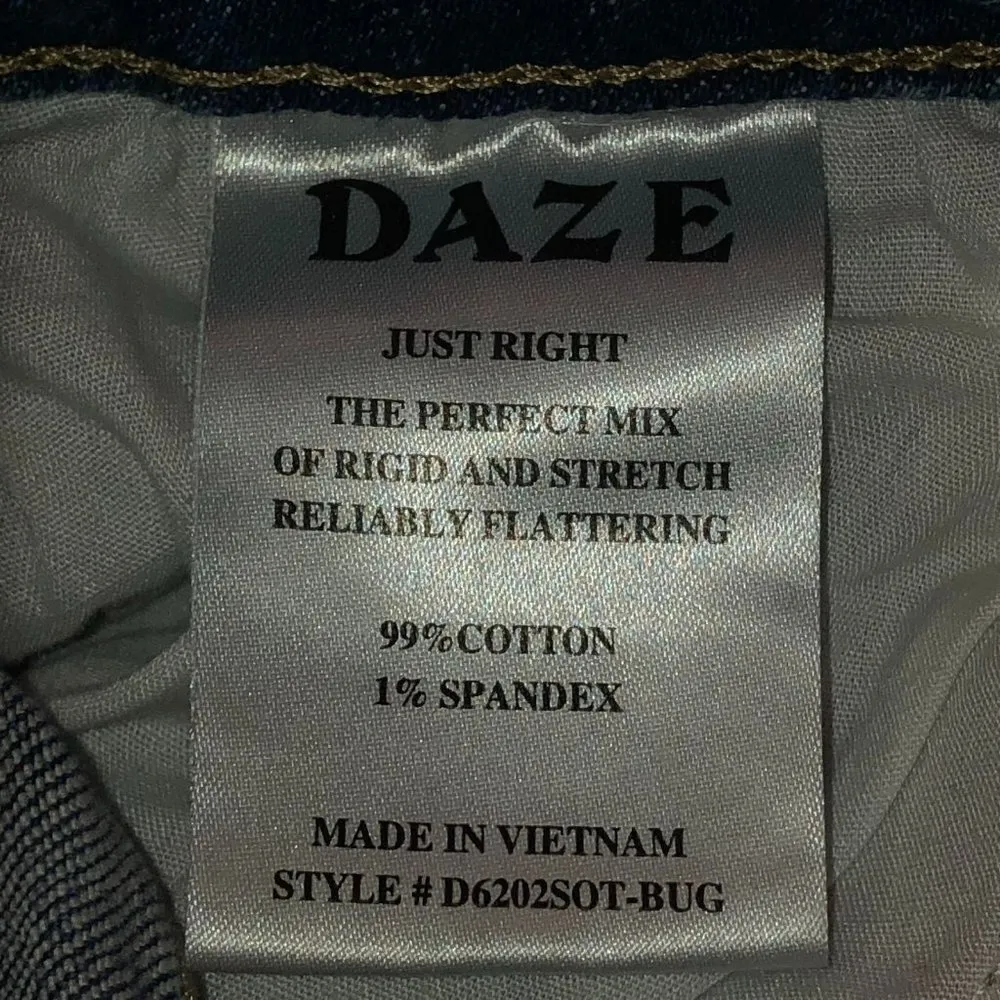 DAZE
JUST RIGHT
THE PERFECT MIX
OF RIGID AND STRETCH
RELIABLY FLATTERING
99%COTTON
1% SPANDEX
MADE IN VIETNAM
STYLE # D6202SOT-BUG